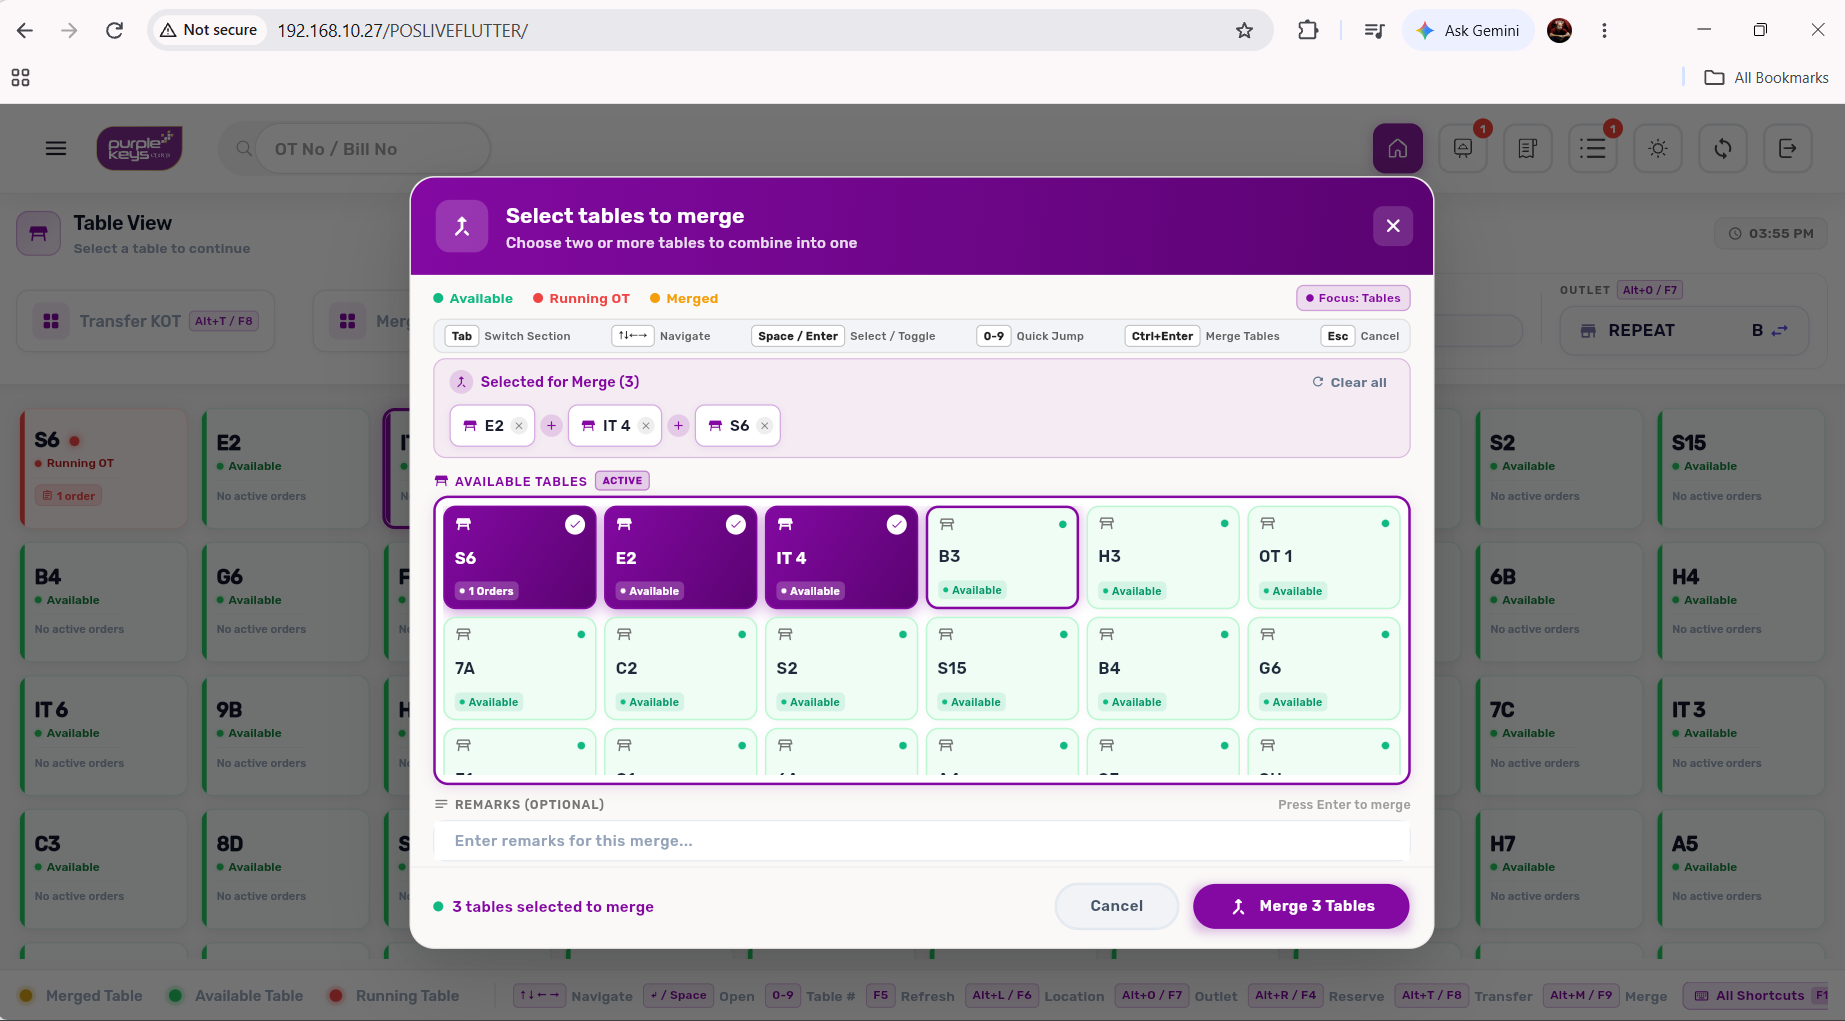 Not secure 192.168.10.27/POSLIVEFLUTTER/ Ask Gemini
All Bookmarks
purple keys OT No / Bill No 1 1
Table View
Select a table to continue
03:55 PM
Transfer KOT Alt+T / F8
Merg
OUTLET Alt+O / F7
REPEAT B
Select tables to merge
Choose two or more tables to combine into one
Available Running OT Merged Focus: Tables
Tab Switch Section ↑↓←→ Navigate Space / Enter Select / Toggle 0-9 Quick Jump Ctrl+Enter Merge Tables Esc Cancel
Selected for Merge (3) Clear all
E2 × + IT 4 × + S6 ×
AVAILABLE TABLES ACTIVE
S6 E2 IT 4 B3 H3 OT 1
1 Orders Available Available Available Available Available
7A C2 S2 S15 B4 G6
Available Available Available Available Available Available
REMARKS (OPTIONAL) Press Enter to merge
Enter remarks for this merge...
3 tables selected to merge Cancel Merge 3 Tables
S6 E2 S2 S15
Running OT Available Available Available
1 order No active orders No active orders No active orders
B4 G6 F 6B H4
Available Available Available Available
No active orders No active orders No active orders No active orders
IT 6 9B H 7C IT 3
Available Available Available Available
No active orders No active orders No active orders No active orders
C3 8D S H7 A5
Available Available Available Available
No active orders No active orders No active orders No active orders
Merged Table Available Table Running Table ↑↓←→ Navigate ↲ / Space Open 0-9 Table # F5 Refresh Alt+L / F6 Location Alt+O / F7 Outlet Alt+R / F4 Reserve Alt+T / F8 Transfer Alt+M / F9 Merge All Shortcuts F1